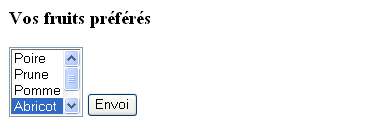 Vos fruits préférés
Poire
Prune
Pomme
Abricot
Envoi